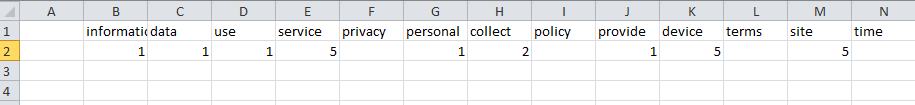 A B C D E F G H I J K L M N
1 informatic data use service privacy personal collect policy provide device terms site time
2 1 1 1 5 1 2 1 5 5
3
4